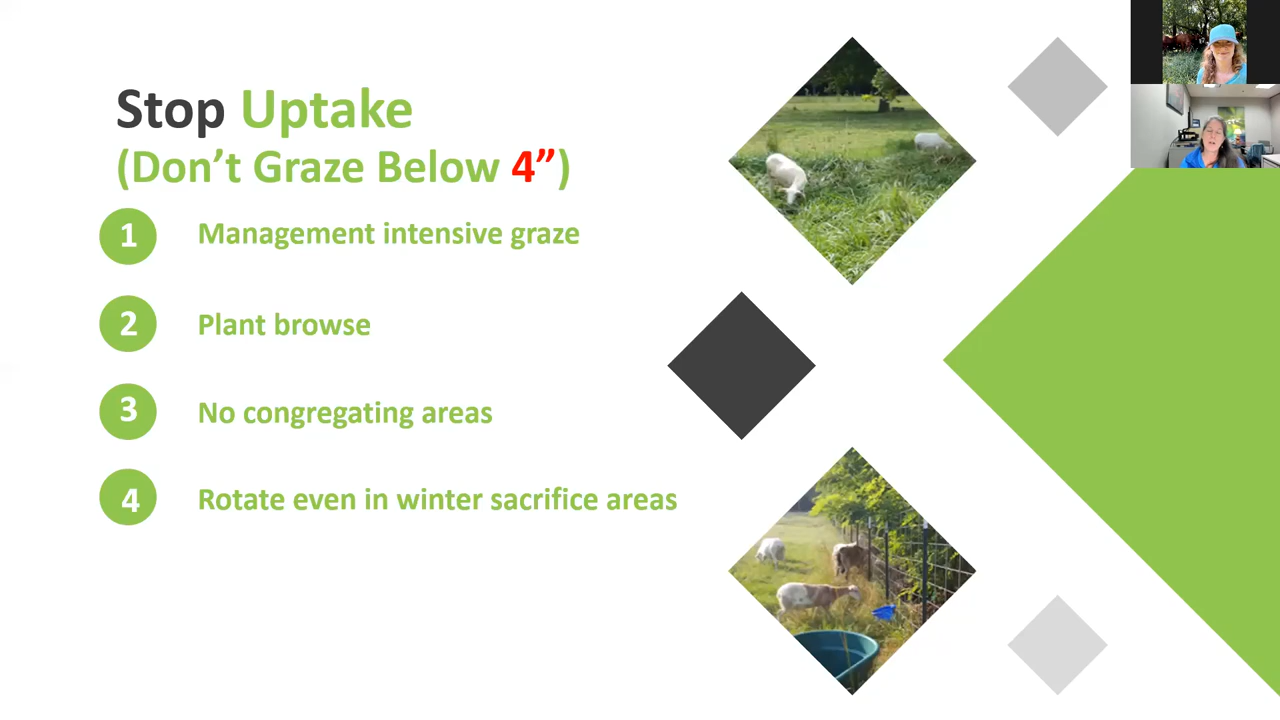 Stop Uptake
(Don’t Graze Below 4”)
1 Management intensive graze
2 Plant browse
3 No congregating areas
4 Rotate even in winter sacrifice areas